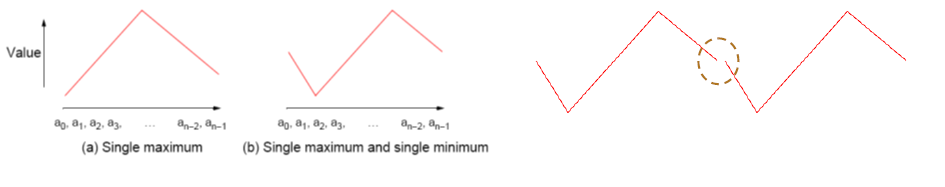 Value
a0, a1, a2, a3, ... an–2, an–1
a0, a1, a2, a3, ... an–2, an–1
(a) Single maximum
(b) Single maximum and single minimum